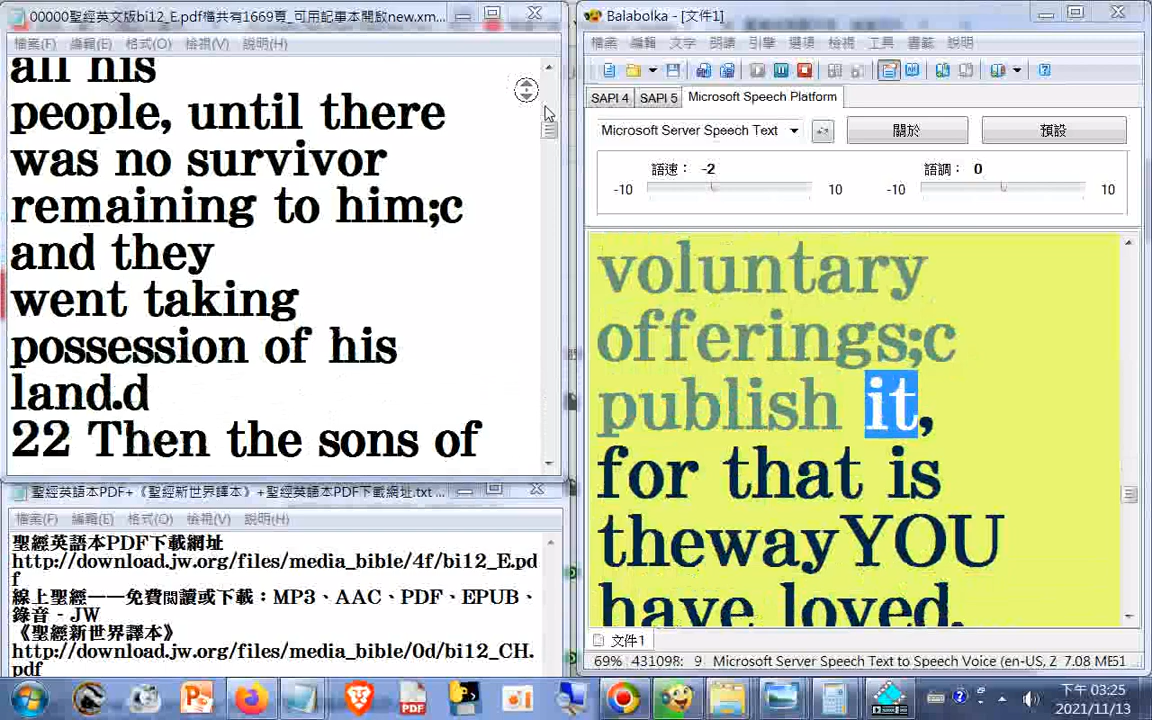 00000聖經英文版bi12_E.pdf檔共有1669頁_可用記事本開啟new.xm...
檔案(F) 編輯(E) 格式(O) 檢視(V) 說明(H)
all his
people, until there
was no survivor
remaining to him;c
and they
went taking
possession of his
land.d
22 Then the sons of
聖經英語本PDF+《聖經新世界譯本》+聖經英語本PDF下載網址.txt ...
檔案(F) 編輯(E) 格式(O) 檢視(V) 說明(H)
聖經英語本PDF下載網址
http://download.jw.org/files/media_bible/4f/bi12_E.pd
f
線上聖經——免費閱讀或下載：MP3、AAC、PDF、EPUB、
錄音 - JW
《聖經新世界譯本》
http://download.jw.org/files/media_bible/0d/bi12_CH.
pdf
Balabolka - [文件1]
檔案 編輯 文字 朗讀 引擎 選項 檢視 工具 書籤 說明
SAPI 4 SAPI 5 Microsoft Speech Platform
Microsoft Server Speech Text 關於 預設
語速： -2 語調： 0
-10 10 -10 10
voluntary
offerings;c
publish it,
for that is
thewayYOU
have loved.
文件1
69% 431098: 9 Microsoft Server Speech Text to Speech Voice (en-US, Z 7.08 ME51
下午 03:25
2021/11/13